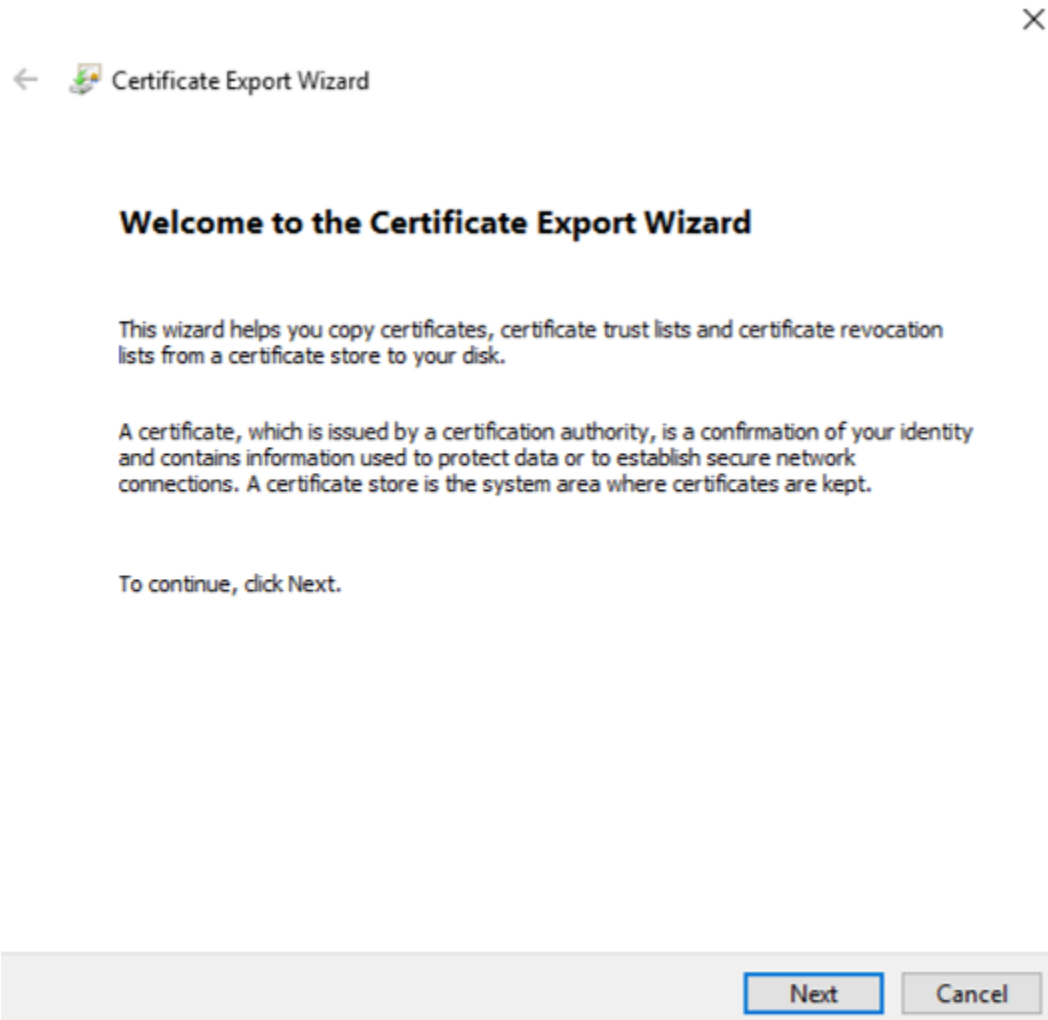 Certificate Export Wizard
Welcome to the Certificate Export Wizard
This wizard helps you copy certificates, certificate trust lists and certificate revocation
lists from a certificate store to your disk.
A certificate, which is issued by a certification authority, is a confirmation of your identity
and contains information used to protect data or to establish secure network
connections. A certificate store is the system area where certificates are kept.
To continue, click Next.
Next
Cancel